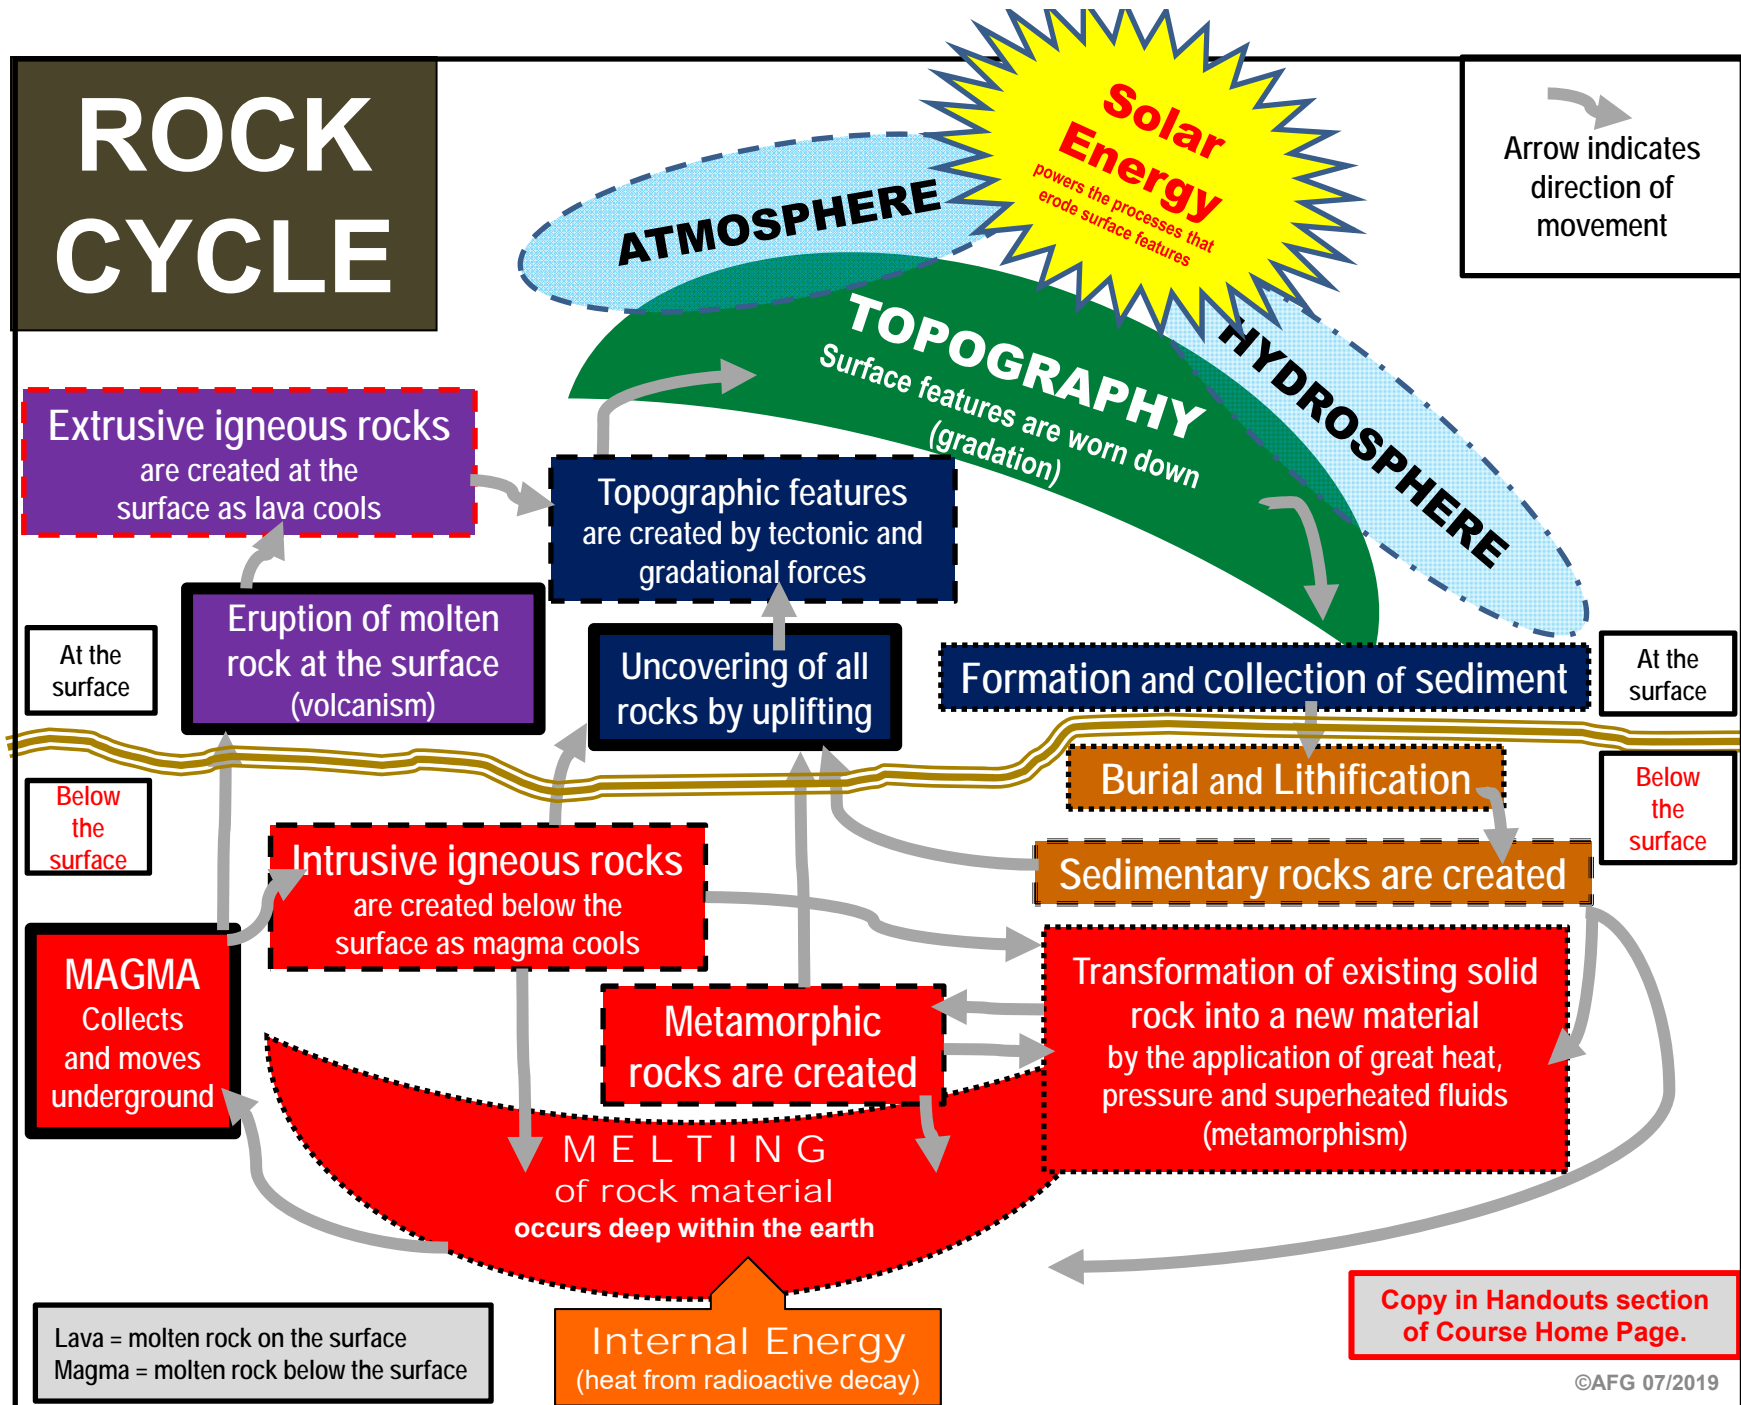 ROCK
CYCLE
Solar
Energy
powers the processes that
erode surface features
Arrow indicates
direction of
movement
ATMOSPHERE
TOPOGRAPHY
Surface features are worn down
(gradation)
HYDROSPHERE
Extrusive igneous rocks
are created at the
surface as lava cools
Topographic features
are created by tectonic and
gradational forces
Eruption of molten
rock at the surface
(volcanism)
At the
surface
Uncovering of all
rocks by uplifting
Formation and collection of sediment
At the
surface
Below
the
surface
Burial and Lithification
Below
the
surface
Intrusive igneous rocks
are created below the
surface as magma cools
Sedimentary rocks are created
MAGMA
Collects
and moves
underground
Metamorphic
rocks are created
Transformation of existing solid
rock into a new material
by the application of great heat,
pressure and superheated fluids
(metamorphism)
MELTING
of rock material
occurs deep within the earth
Internal Energy
(heat from radioactive decay)
Lava = molten rock on the surface
Magma = molten rock below the surface
Copy in Handouts section
of Course Home Page.
©AFG 07/2019